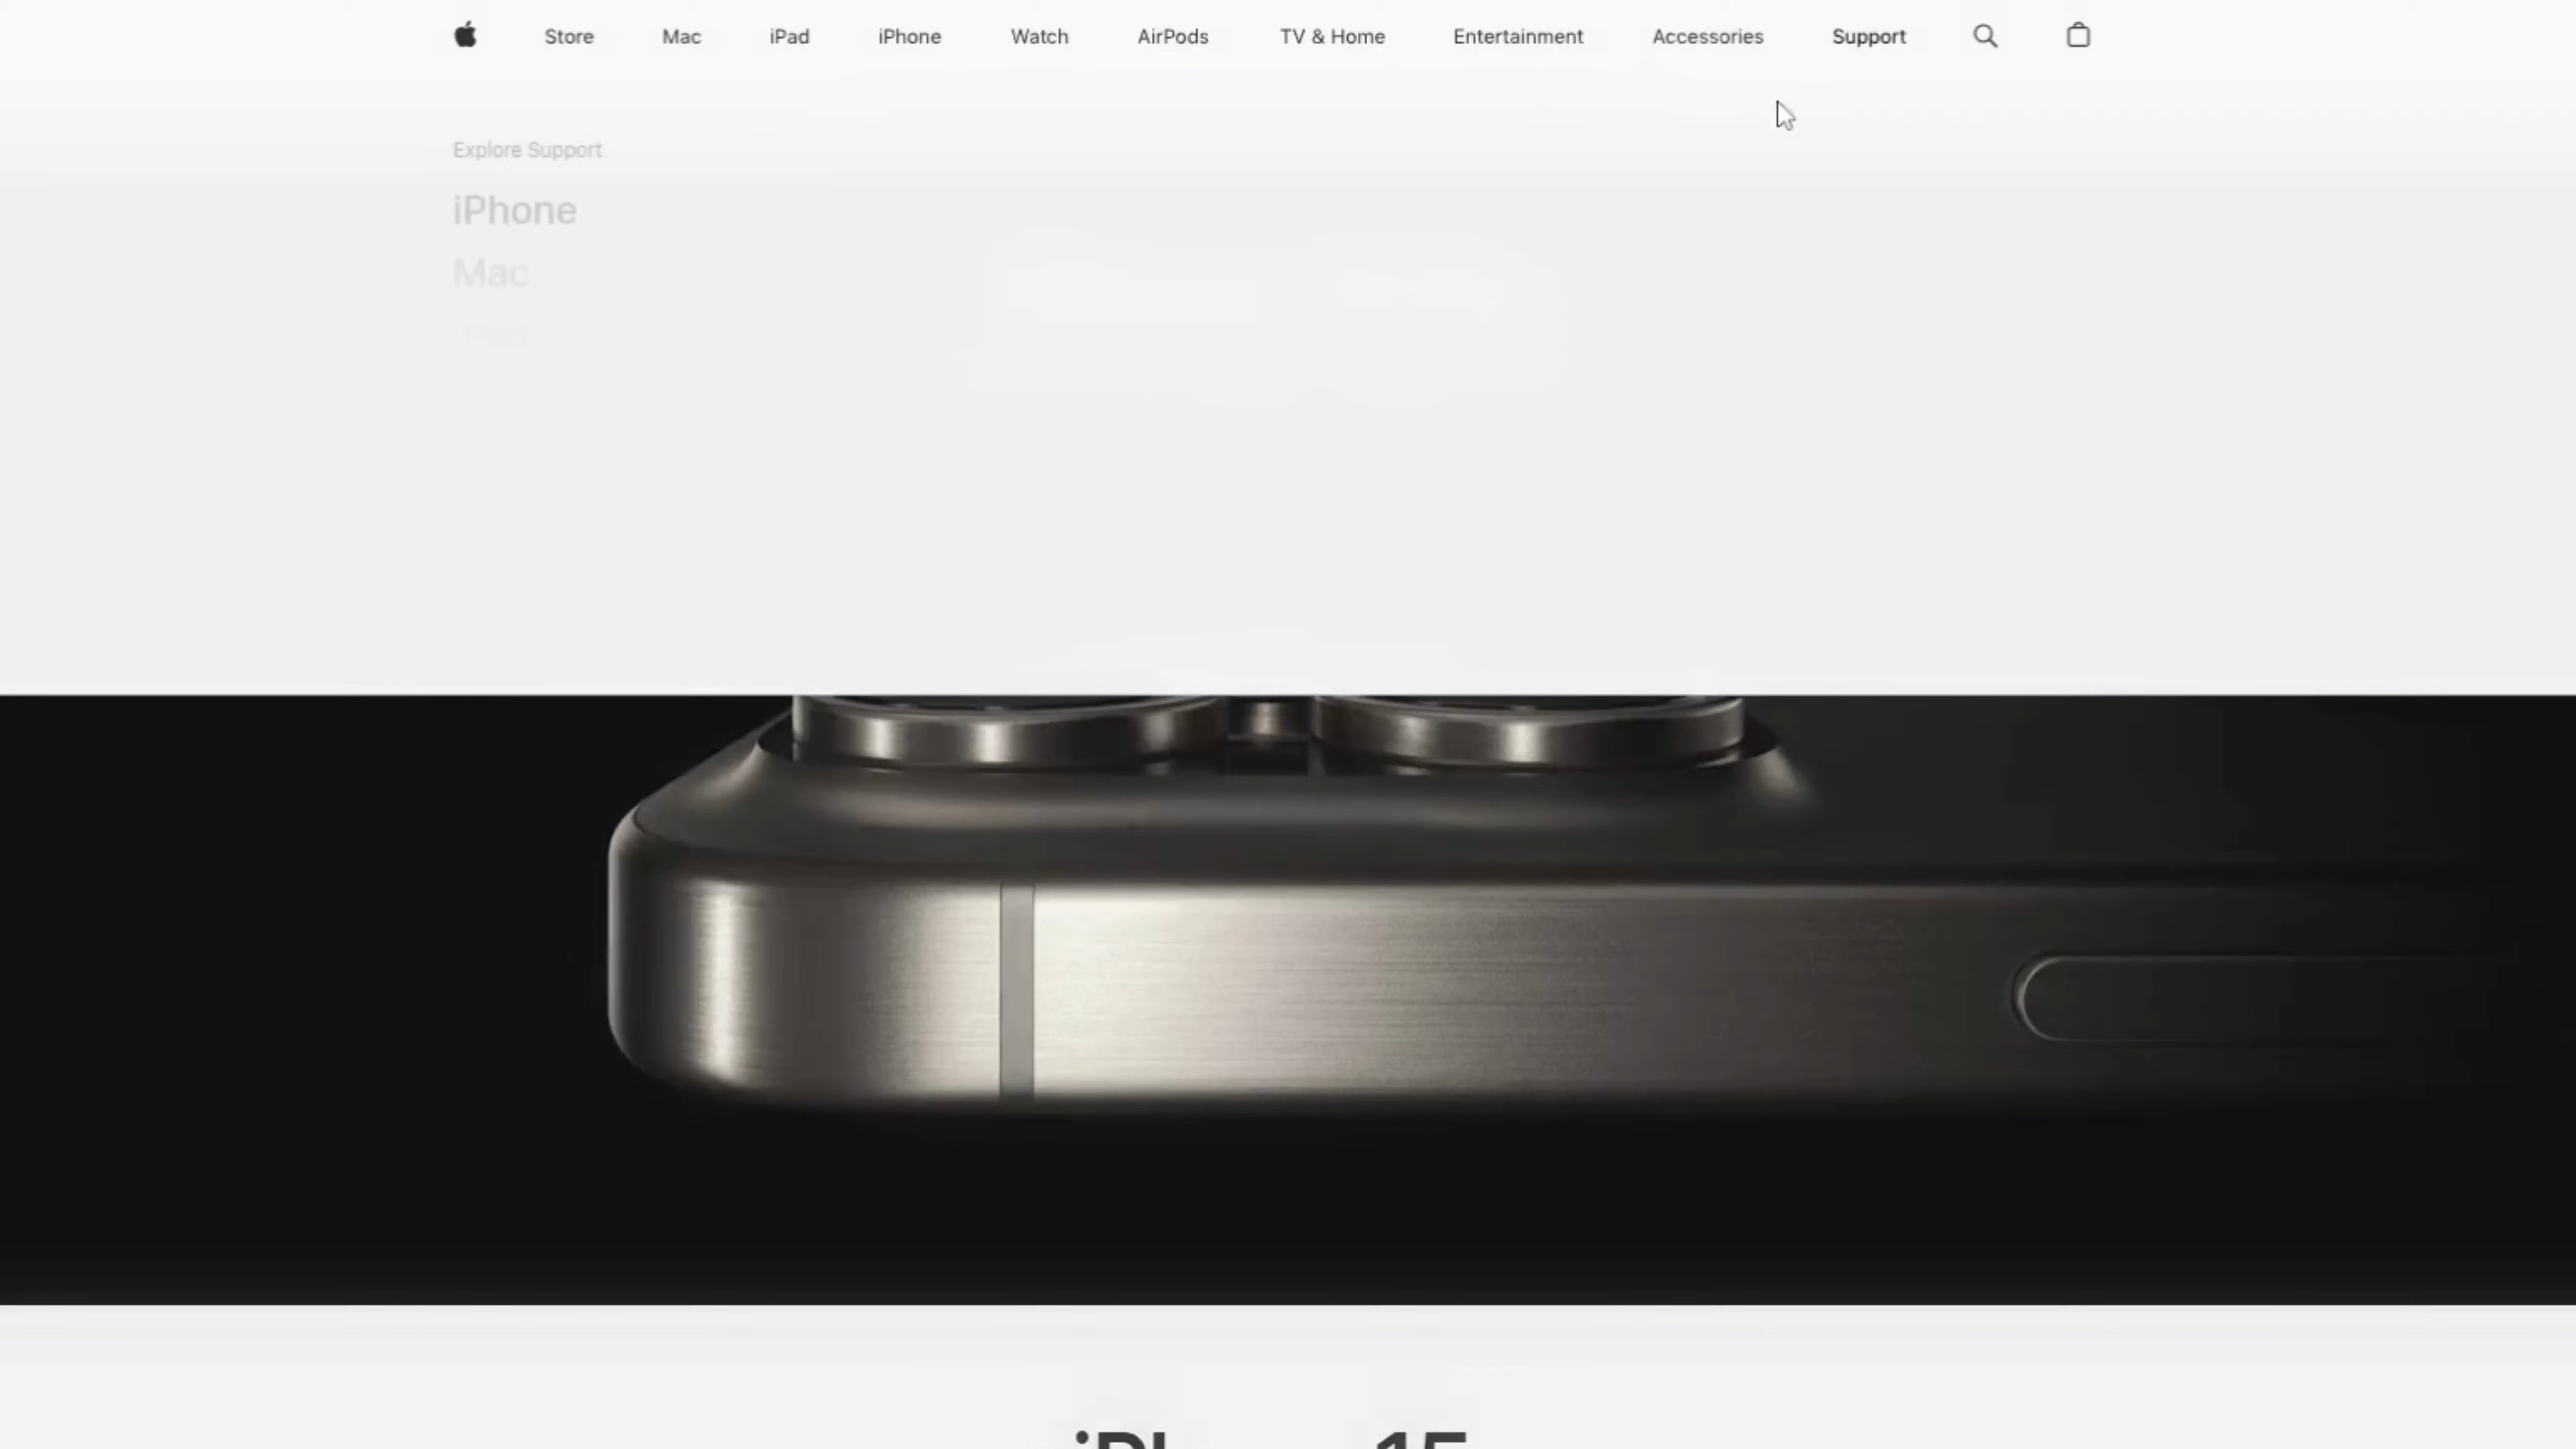 Store Mac iPad iPhone Watch AirPods TV & Home Entertainment Accessories Support
Explore Support
iPhone
Mac